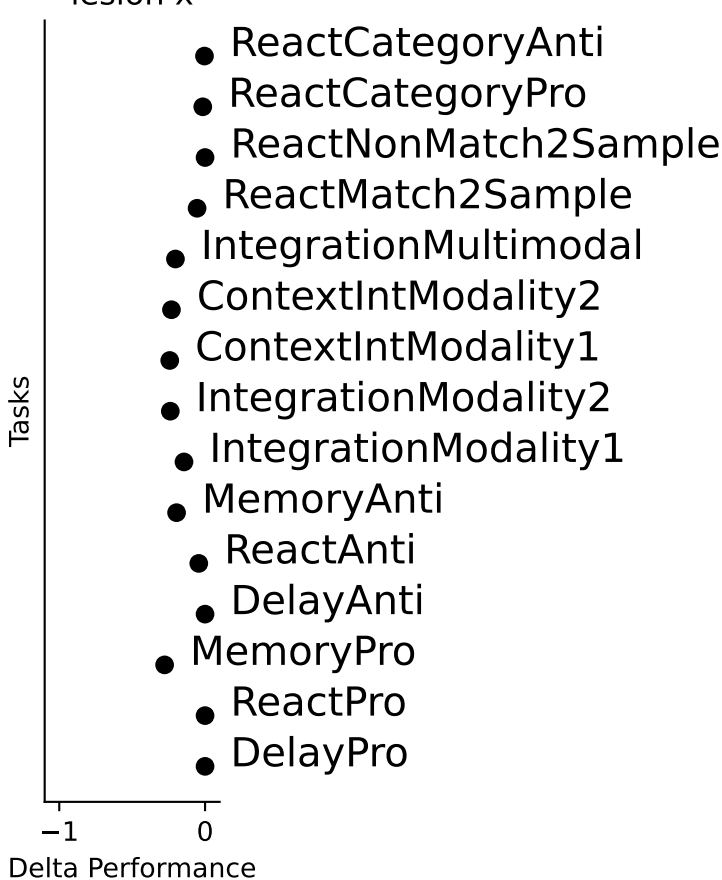 lesion x
ReactCategoryAnti
ReactCategoryPro
ReactNonMatch2Sample
ReactMatch2Sample
IntegrationMultimodal
ContextIntModality2
ContextIntModality1
IntegrationModality2
IntegrationModality1
MemoryAnti
ReactAnti
DelayAnti
MemoryPro
ReactPro
DelayPro
Tasks
−1 0
Delta Performance